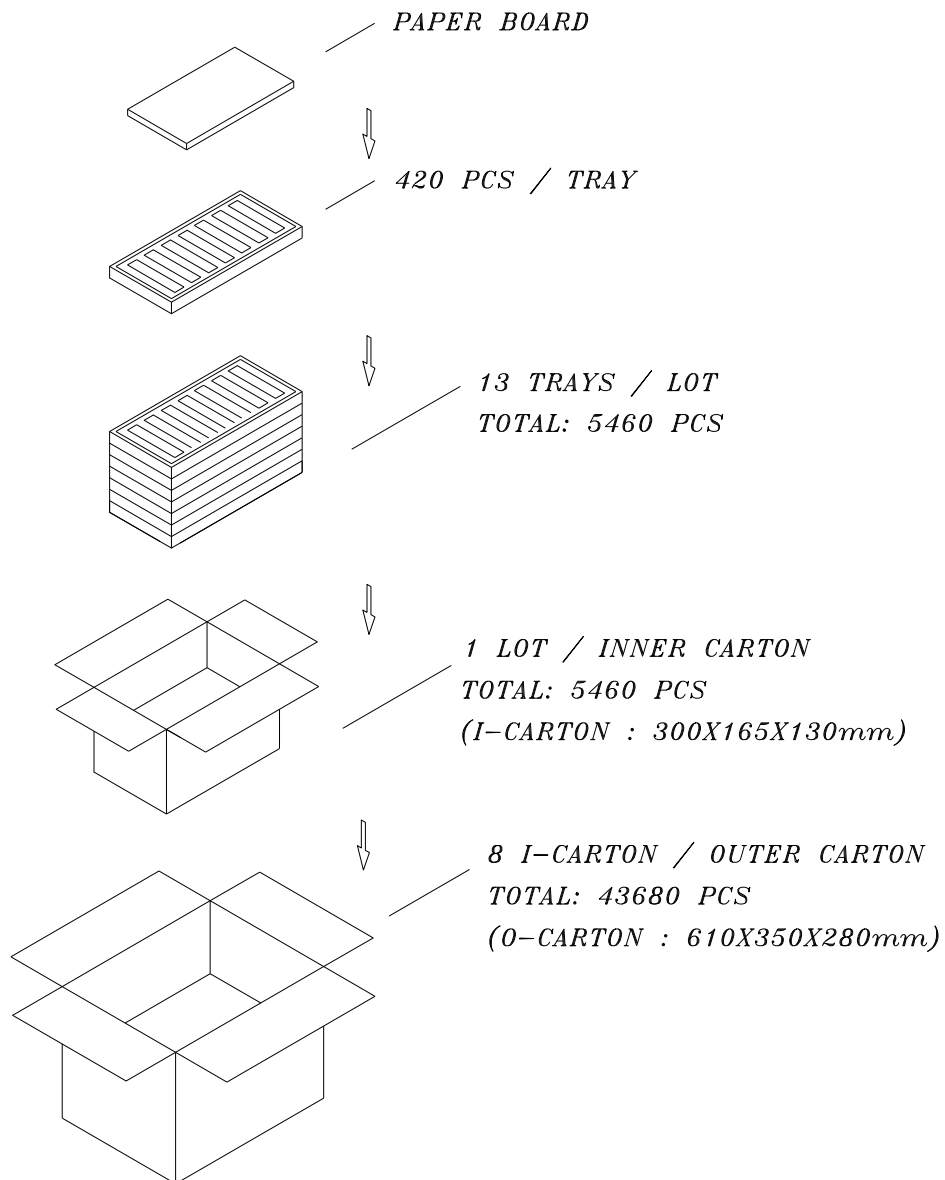 PAPER BOARD
420 PCS / TRAY
13 TRAYS / LOT
TOTAL: 5460 PCS
1 LOT / INNER CARTON
TOTAL: 5460 PCS
(I-CARTON : 300X165X130mm)
8 I-CARTON / OUTER CARTON
TOTAL: 43680 PCS
(O-CARTON : 610X350X280mm)